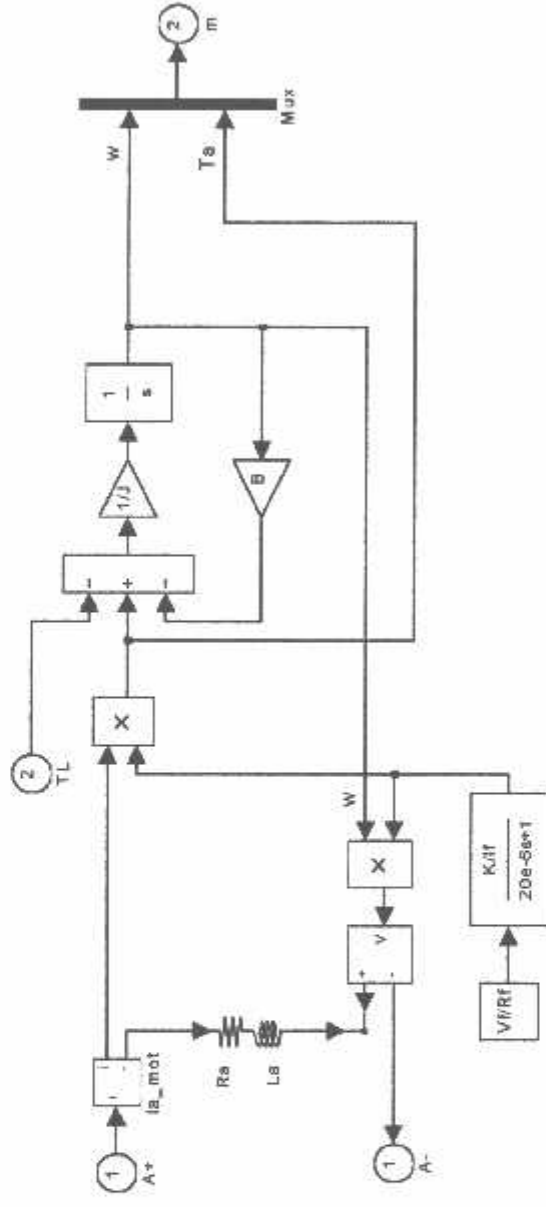 1
A+
Ia_mot
+
-
i
Ra
La
2
TL
X
-
+
-
1/J
1
s
B
w
Ta
Mux
2
m
w
X
v
+
-
1
A-
Vf/Rf
K/If
20e-6s+1